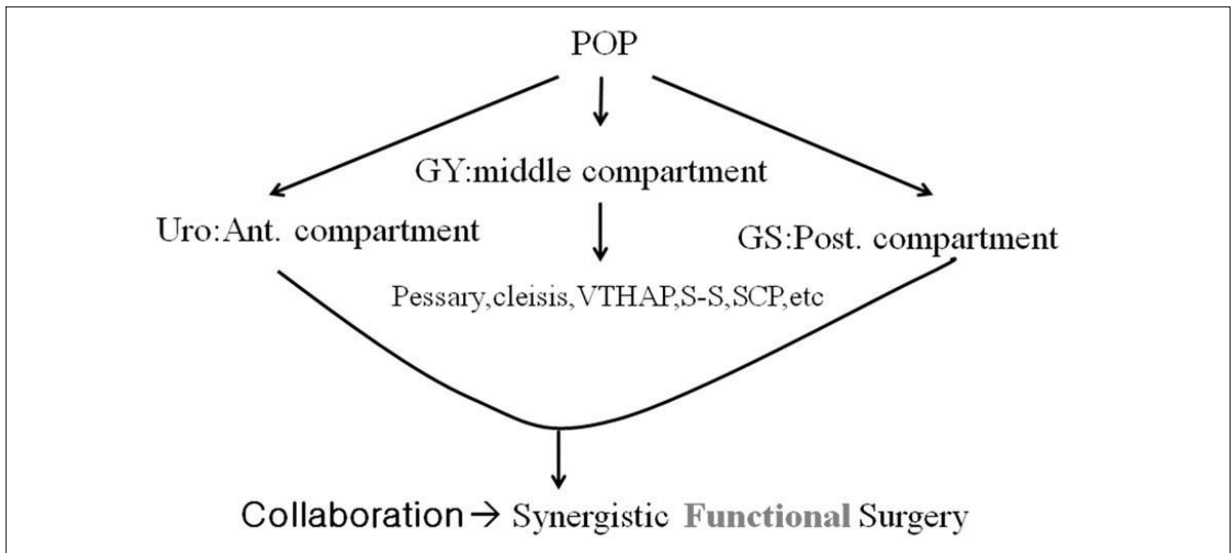 POP
GY:middle compartment
Uro:Ant. compartment
GS:Post. compartment
Pessary,cleisis,VTHAP,S-S,SCP,etc
Collaboration → Synergistic Functional Surgery